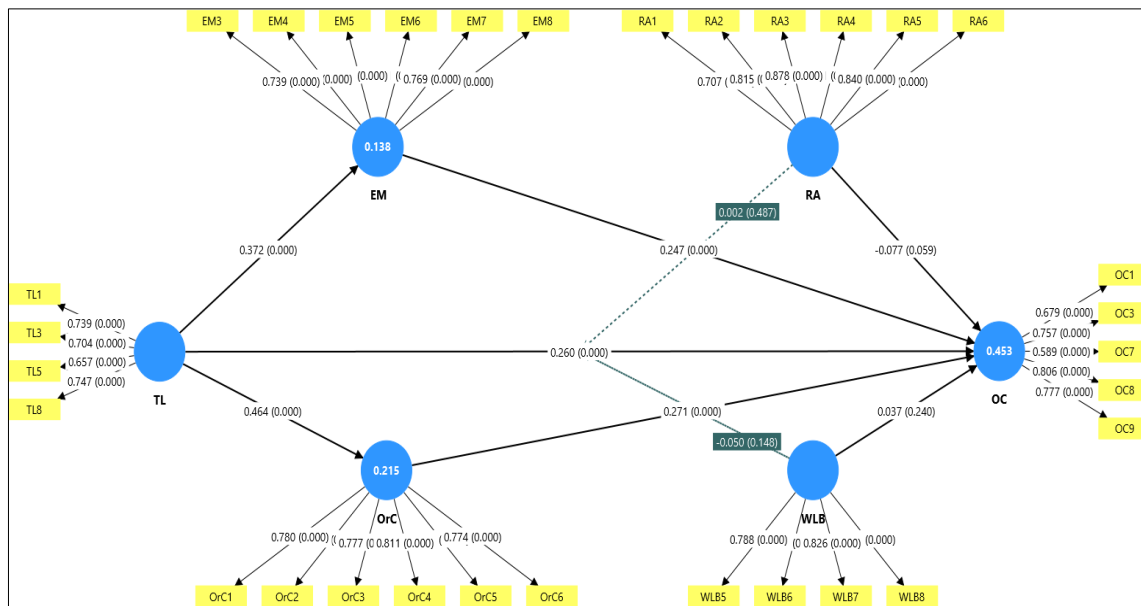 EM3 EM4 EM5 EM6 EM7 EM8
RA1 RA2 RA3 RA4 RA5 RA6
0.739 (0.000) (0.000) (0.000) 0.769 (0.000) (0.000)
0.707 0.815 0.878 (0.000) 0.840 (0.000) (0.000)
0.138
EM
RA
0.002 (0.487)
0.372 (0.000)
0.247 (0.000)
-0.077 (0.059)
TL1
TL3
TL5
TL8
0.739 (0.000)
0.704 (0.000)
0.657 (0.000)
0.747 (0.000)
TL
0.260 (0.000)
0.453
OC
0.679 (0.000)
0.757 (0.000)
0.589 (0.000)
0.806 (0.000)
0.777 (0.000)
OC1
OC3
OC7
OC8
OC9
0.464 (0.000)
0.271 (0.000)
0.037 (0.240)
-0.050 (0.148)
0.215
OrC
WLB
0.780 (0.000) 0.777 0.811 (0.000) 0.774 (0.000)
0.788 (0.000) 0.826 (0.000) (0.000)
OrC1 OrC2 OrC3 OrC4 OrC5 OrC6
WLB5 WLB6 WLB7 WLB8